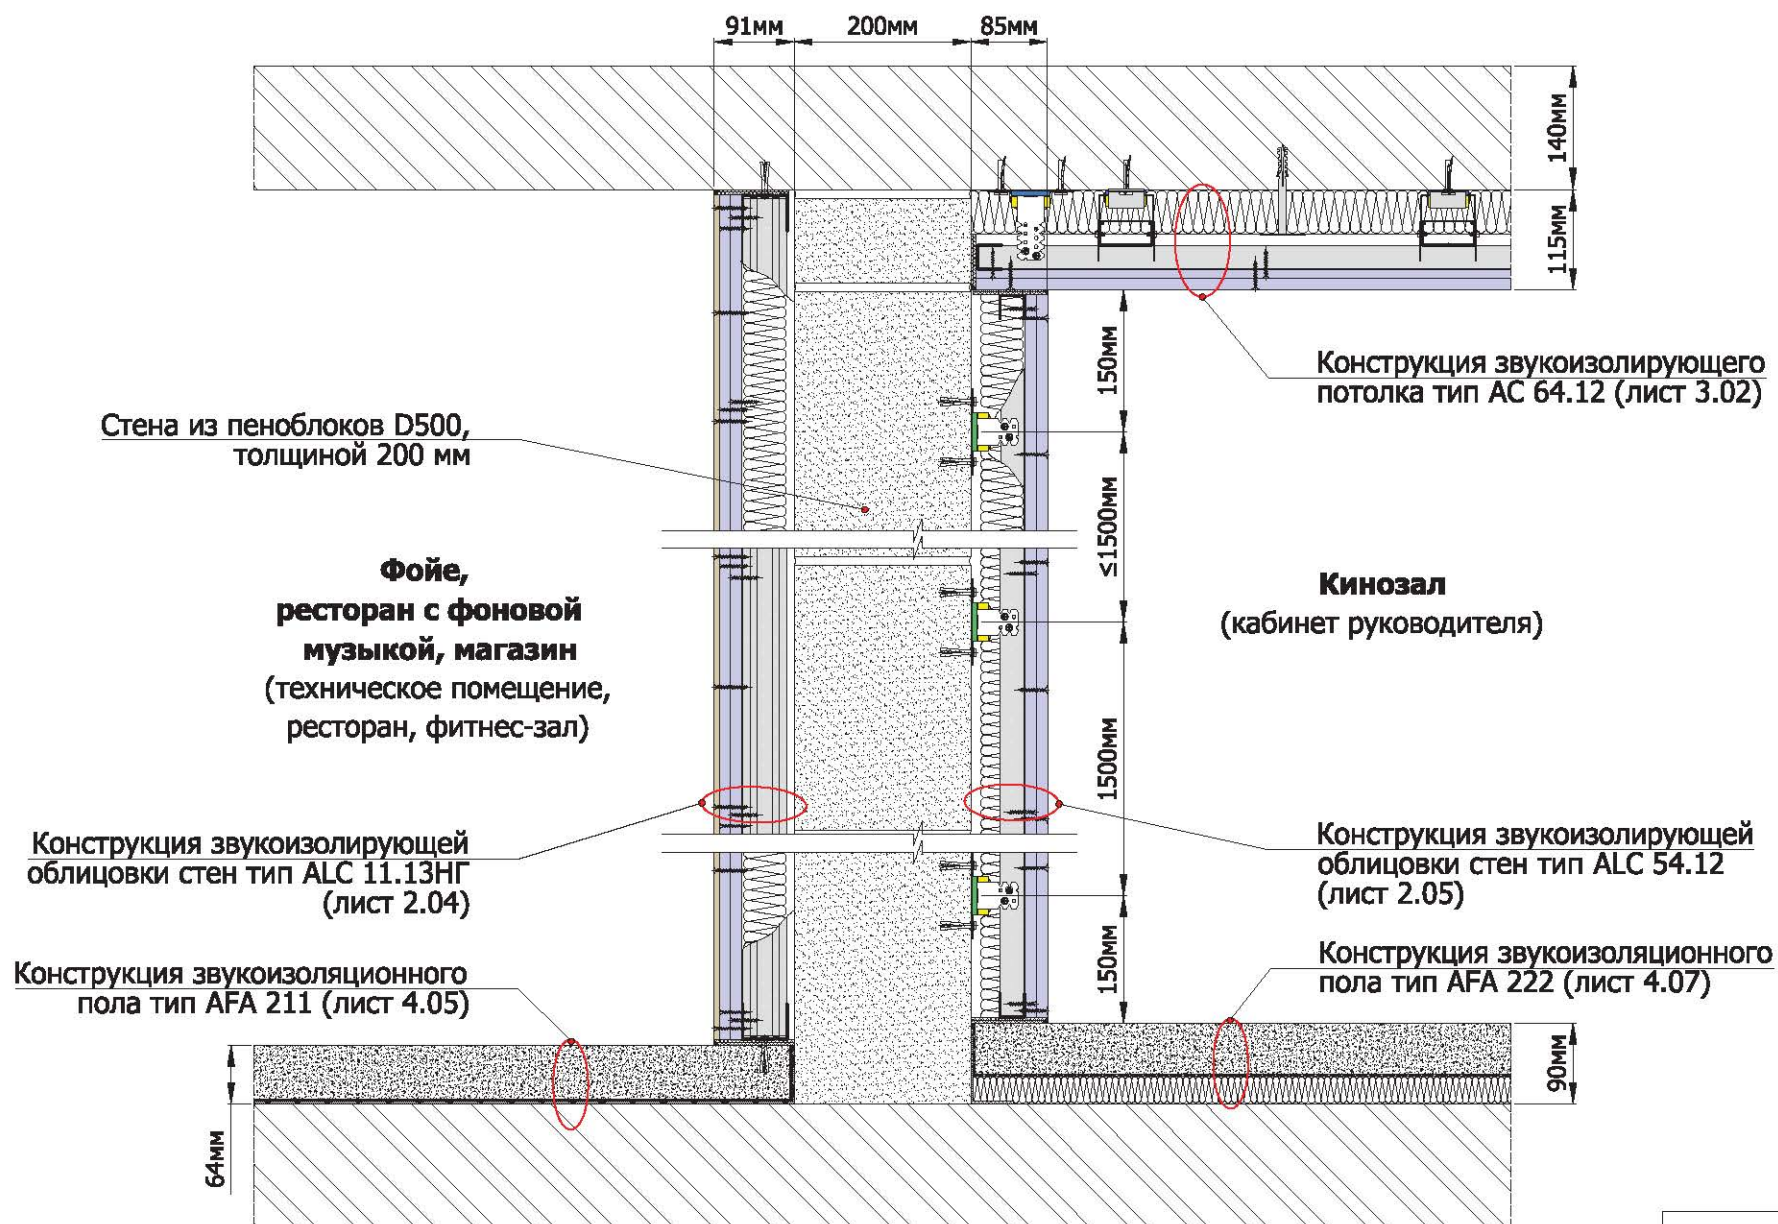 91мм
200мм
85мм
140мм
115мм
150мм
Конструкция звукоизолирующего
потолка тип АС 64.12 (лист 3.02)
Стена из пеноблоков D500,
толщиной 200 мм
≤1500мм
Фойе,
ресторан с фоновой
музыкой, магазин
(техническое помещение,
ресторан, фитнес-зал)
Кинозал
(кабинет руководителя)
1500мм
Конструкция звукоизолирующей
облицовки стен тип ALC 11.13НГ
(лист 2.04)
Конструкция звукоизолирующей
облицовки стен тип ALC 54.12
(лист 2.05)
150мм
Конструкция звукоизоляционного
пола тип AFA 211 (лист 4.05)
Конструкция звукоизоляционного
пола тип AFA 222 (лист 4.07)
90мм
64мм